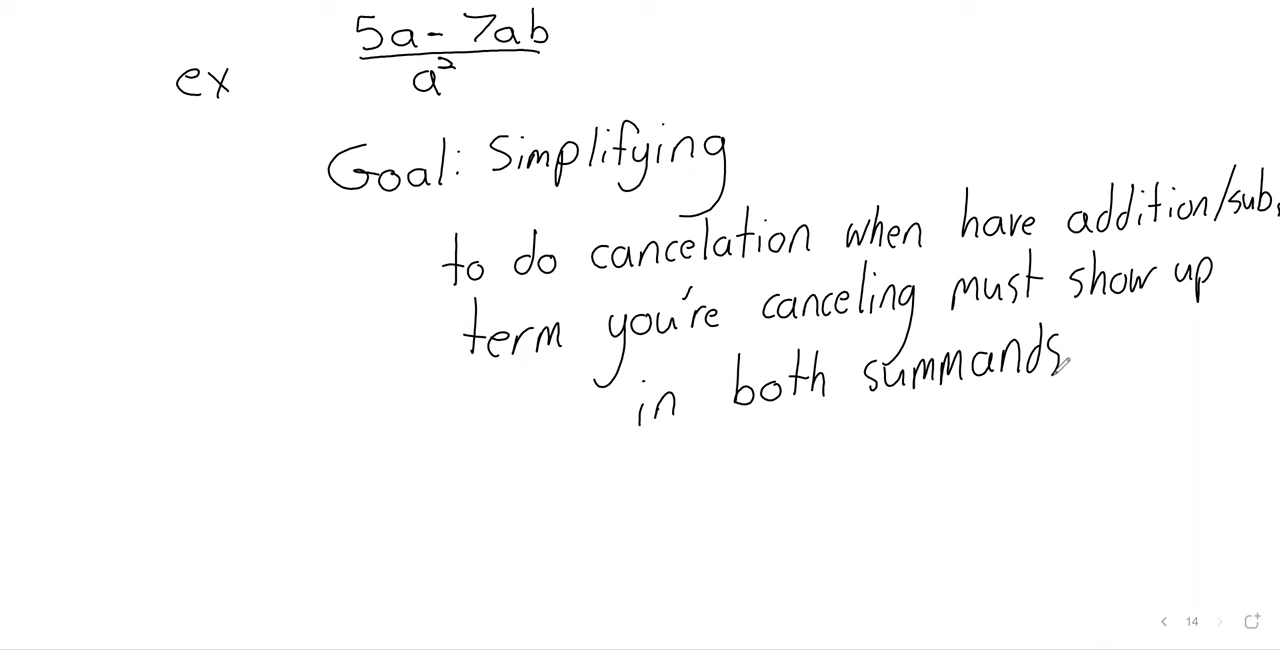 5a - 7ab
ex
a²
Goal: Simplifying
to do cancelation when have addition/sub.
term you're canceling must show up
in both summands
14